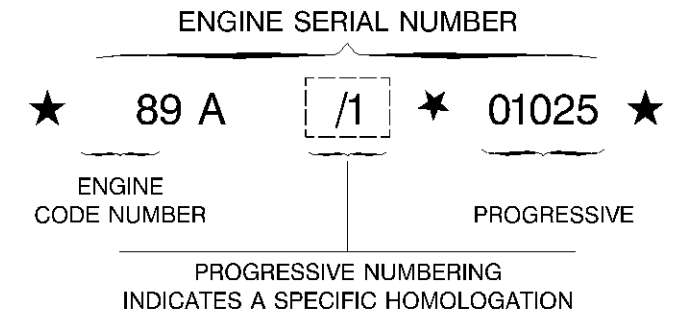 ENGINE SERIAL NUMBER
★ 89 A /1 ★ 01025 ★
ENGINE
CODE NUMBER
PROGRESSIVE
PROGRESSIVE NUMBERING
INDICATES A SPECIFIC HOMOLOGATION